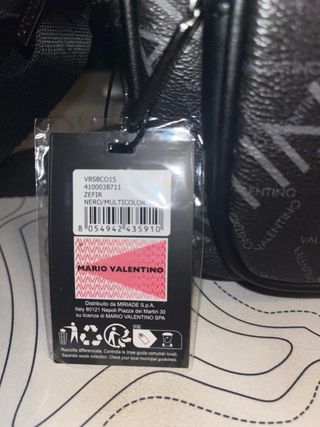 VBS8CO15
4100038711
ZEFIR
NERO/MULTICOLOR
8 054942 435910
MARIO VALENTINO
Distribuito da MIRIADE S.p.A.
Italy 80121 Napoli Piazza dei Martiri 30
su licenza di MARIO VALENTINO SPA
Raccolta differenziata. Controlla le linee guida comunali locali.
Separate waste collection. Check your local municipal guidelines.
VALENTINO